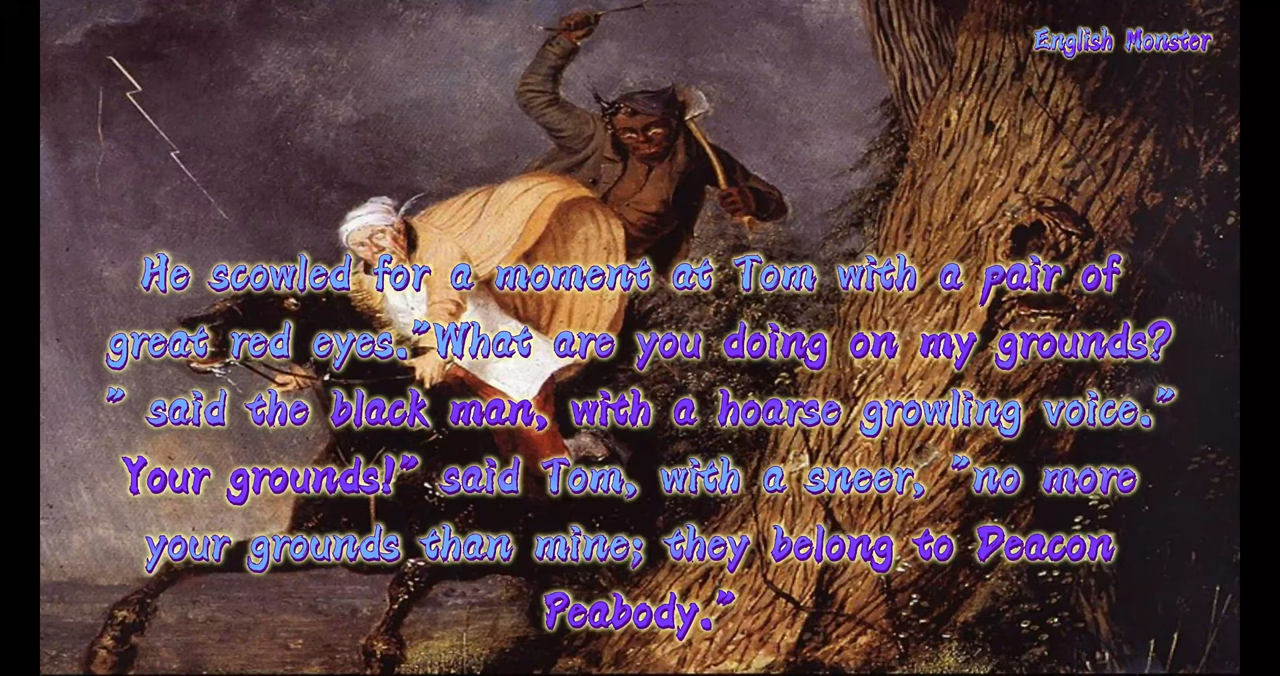 English Monster
He scowled for a moment at Tom with a pair of
great red eyes."What are you doing on my grounds?
" said the black man, with a hoarse growling voice."
Your grounds!" said Tom, with a sneer, "no more
your grounds than mine; they belong to Deacon
Peabody."